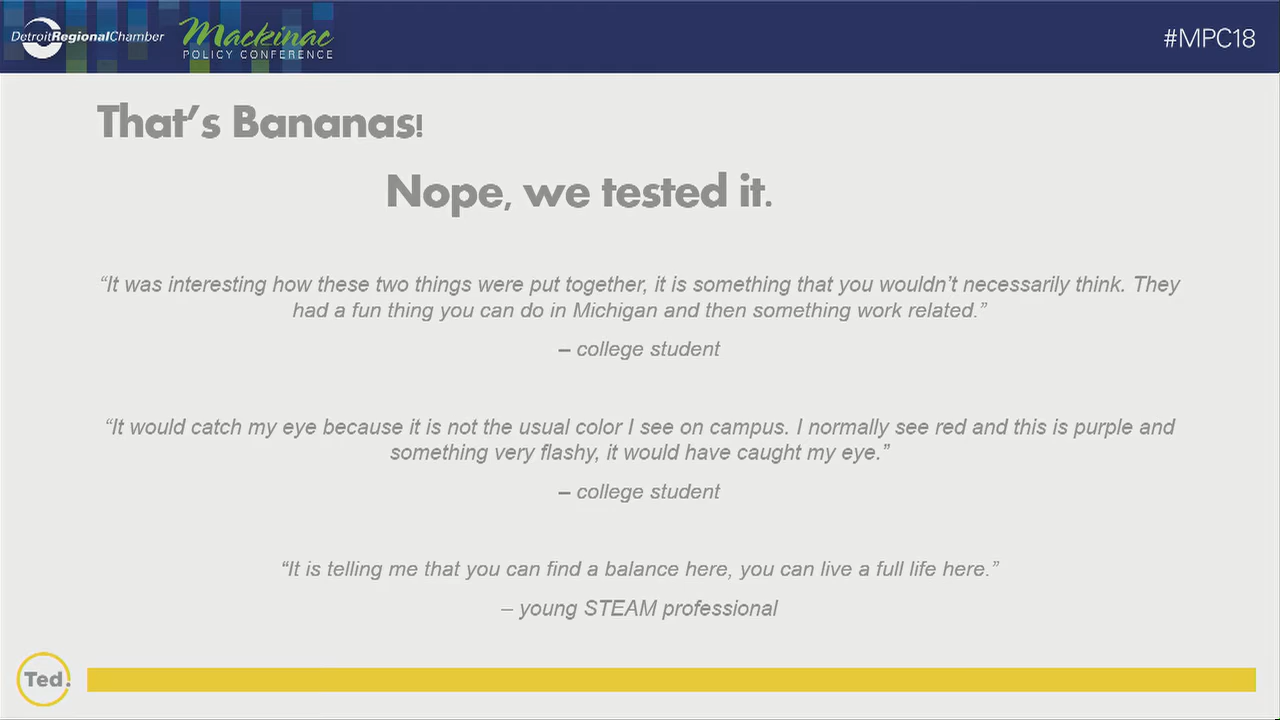 DetroitRegionalChamber
Mackinac
POLICY CONFERENCE
#MPC18
That's Bananas!
Nope, we tested it.
“It was interesting how these two things were put together, it is something that you wouldn’t necessarily think. They
had a fun thing you can do in Michigan and then something work related.”
– college student
“It would catch my eye because it is not the usual color I see on campus. I normally see red and this is purple and
something very flashy, it would have caught my eye.”
– college student
“It is telling me that you can find a balance here, you can live a full life here.”
– young STEAM professional
Ted.